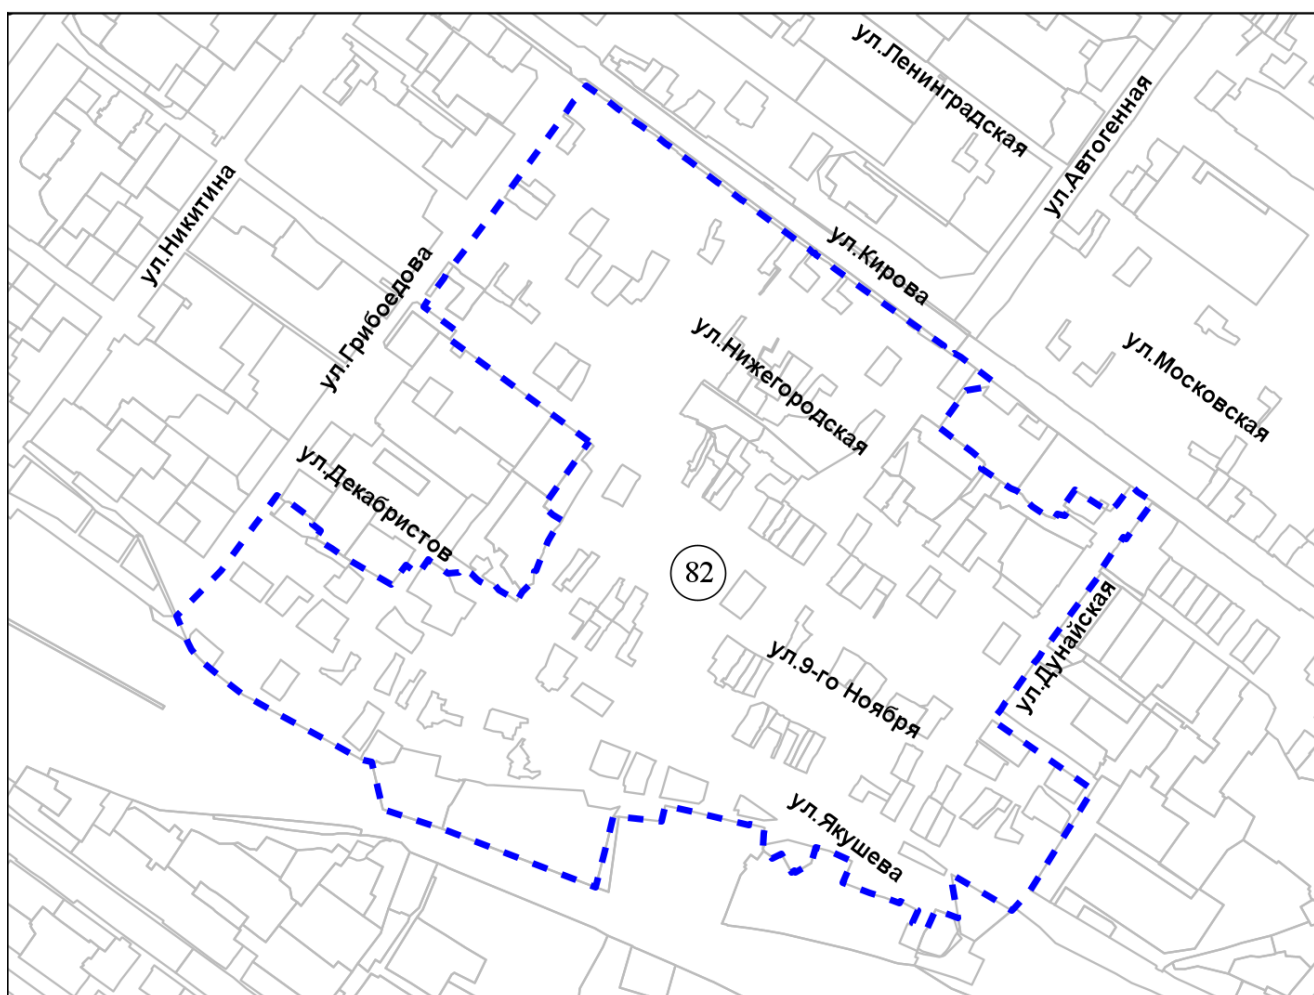 ул.Ленинградская
ул.Автогенная
ул.Никитина
ул.Кирова
ул.Грибоедова
ул.Нижегородская
ул.Московская
ул.Декабристов
82
ул.Дунайская
ул.9-го Ноября
ул.Якушева